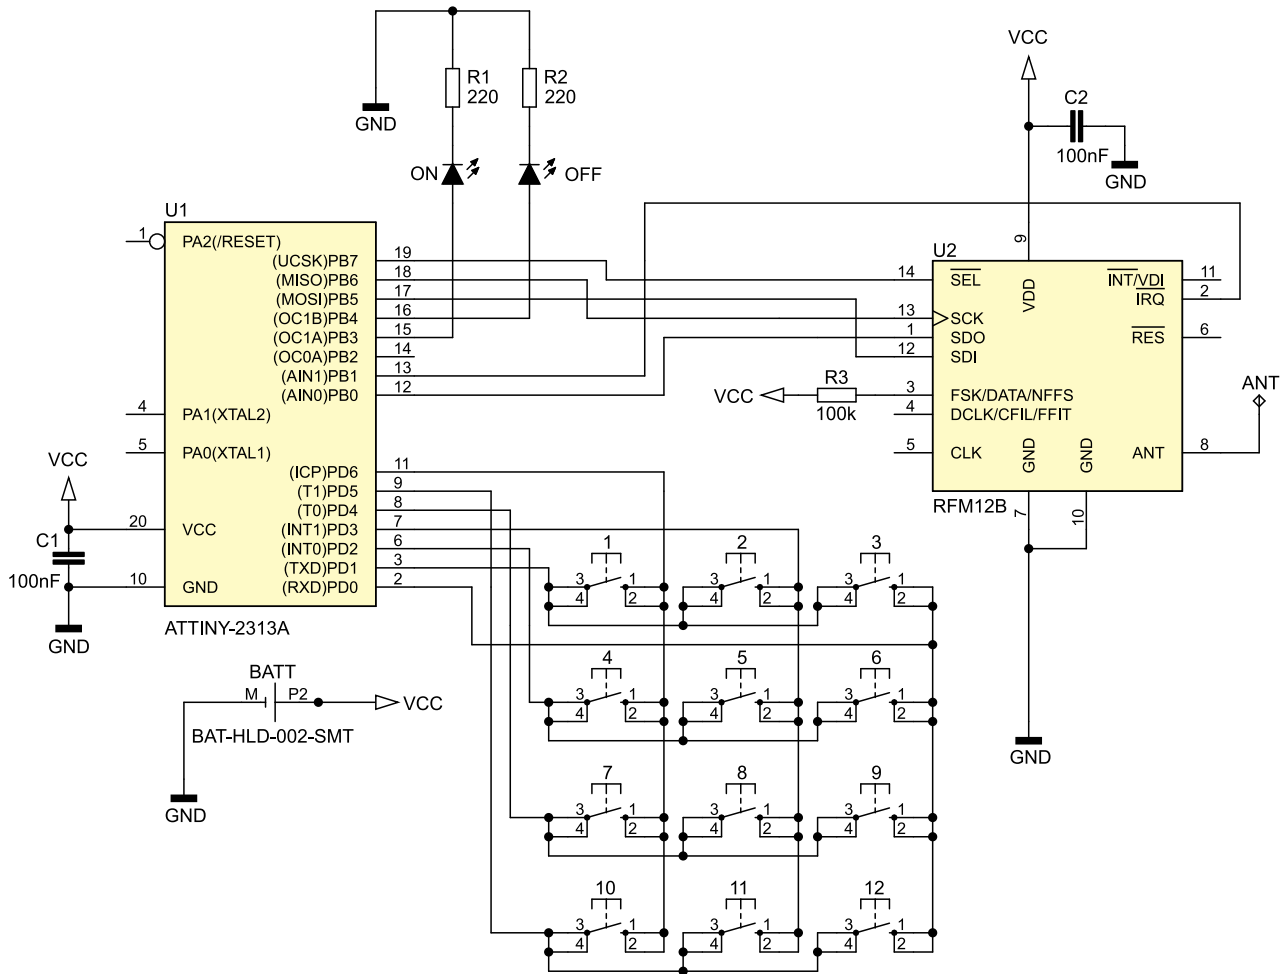 VCC
R1
220
R2
220
C2
100nF
GND
GND
ON
OFF
U1
1
PA2(/RESET)
(UCSK)PB7
19
(MISO)PB6
18
(MOSI)PB5
17
(OC1B)PB4
16
(OC1A)PB3
15
(OC0A)PB2
14
(AIN1)PB1
13
(AIN0)PB0
12
4
PA1(XTAL2)
5
PA0(XTAL1)
(ICP)PD6
11
(T1)PD5
9
(T0)PD4
8
(INT1)PD3
7
(INT0)PD2
6
(TXD)PD1
3
(RXD)PD0
2
VCC
20
VCC
C1
100nF
10
GND
GND
ATTINY-2313A
U2
9
VDD
14
SEL
13
SCK
1
SDO
12
SDI
INT/VDI
11
IRQ
2
RES
6
VCC
R3
100k
3
FSK/DATA/NFFS
4
DCLK/CFIL/FFIT
5
CLK
GND
GND
ANT
8
ANT
RFM12B
7
10
GND
BATT
M
P2
VCC
BAT-HLD-002-SMT
GND
1
2
3
3 1
4 2
3 1
4 2
3 1
4 2
4
5
6
3 1
4 2
3 1
4 2
3 1
4 2
7
8
9
3 1
4 2
3 1
4 2
3 1
4 2
10
11
12
3 1
4 2
3 1
4 2
3 1
4 2